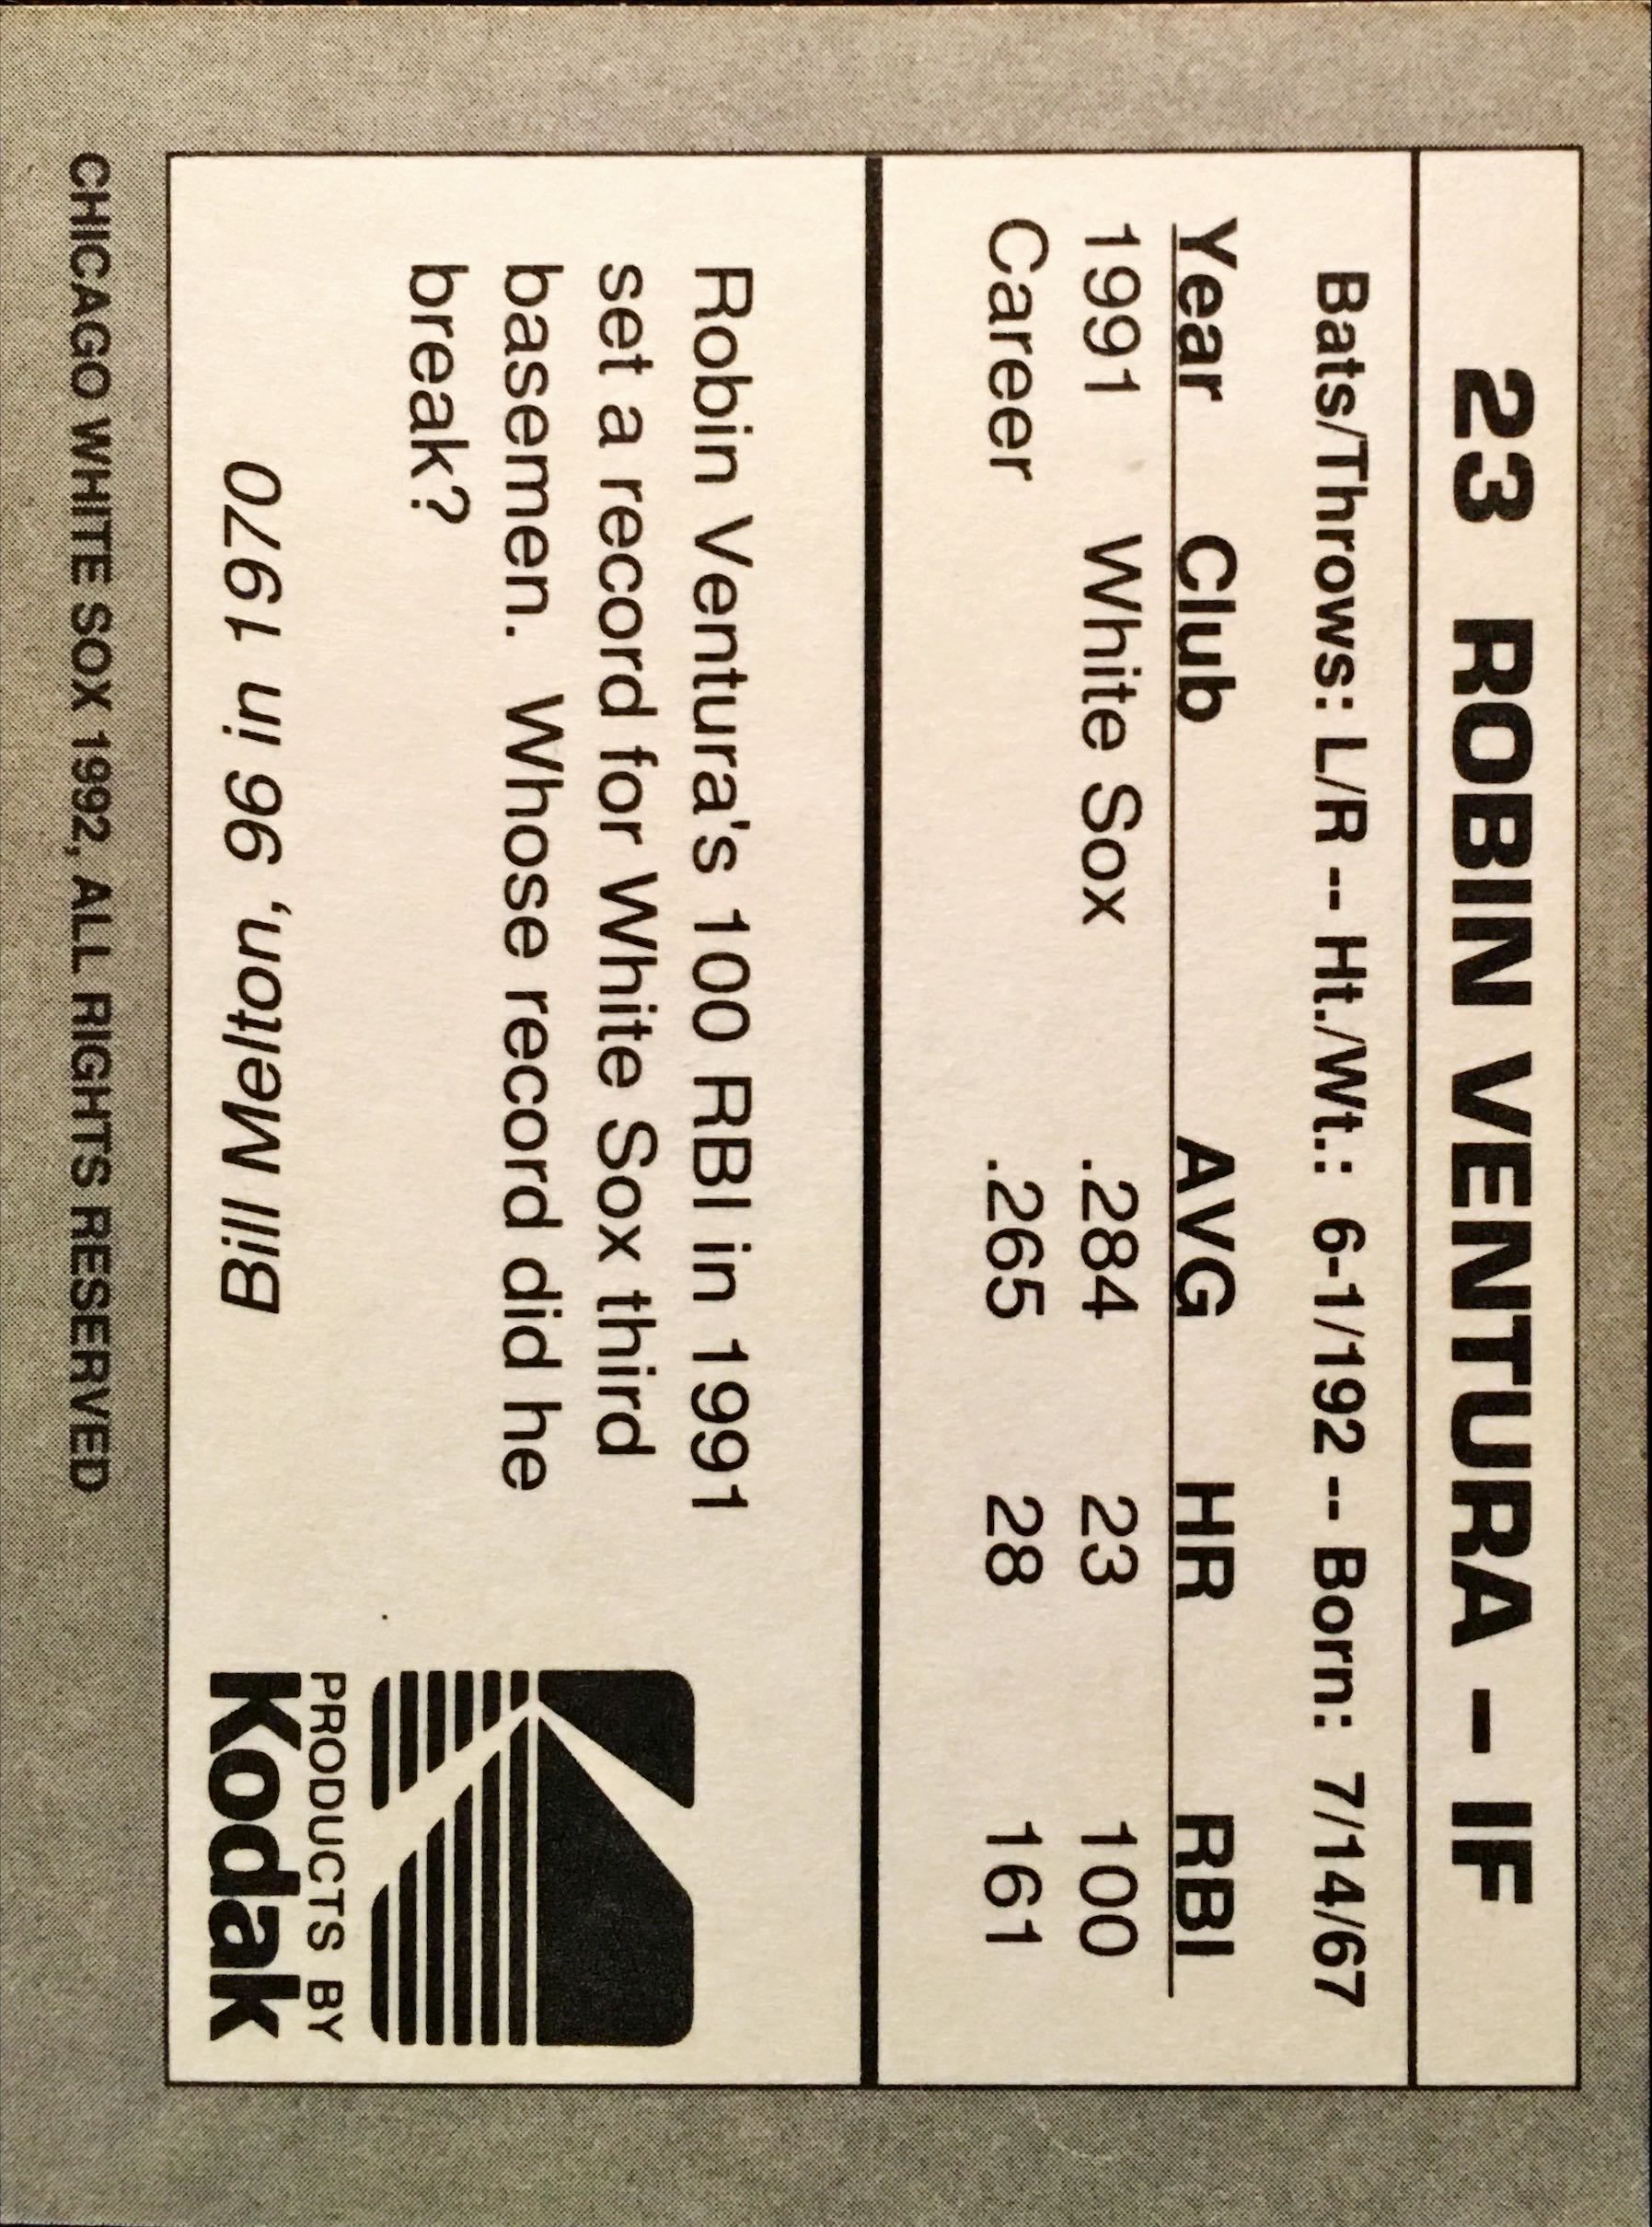 23 ROBIN VENTURA - IF
Bats/Throws: L/R -- Ht./Wt.: 6-1/192 -- Born: 7/14/67
Year Club AVG HR RBI
1991 White Sox .284 23 100
Career .265 28 161
Robin Ventura's 100 RBI in 1991
set a record for White Sox third
basemen. Whose record did he
break?
Bill Melton, 96 in 1970
PRODUCTS BY
Kodak
CHICAGO WHITE SOX 1992, ALL RIGHTS RESERVED